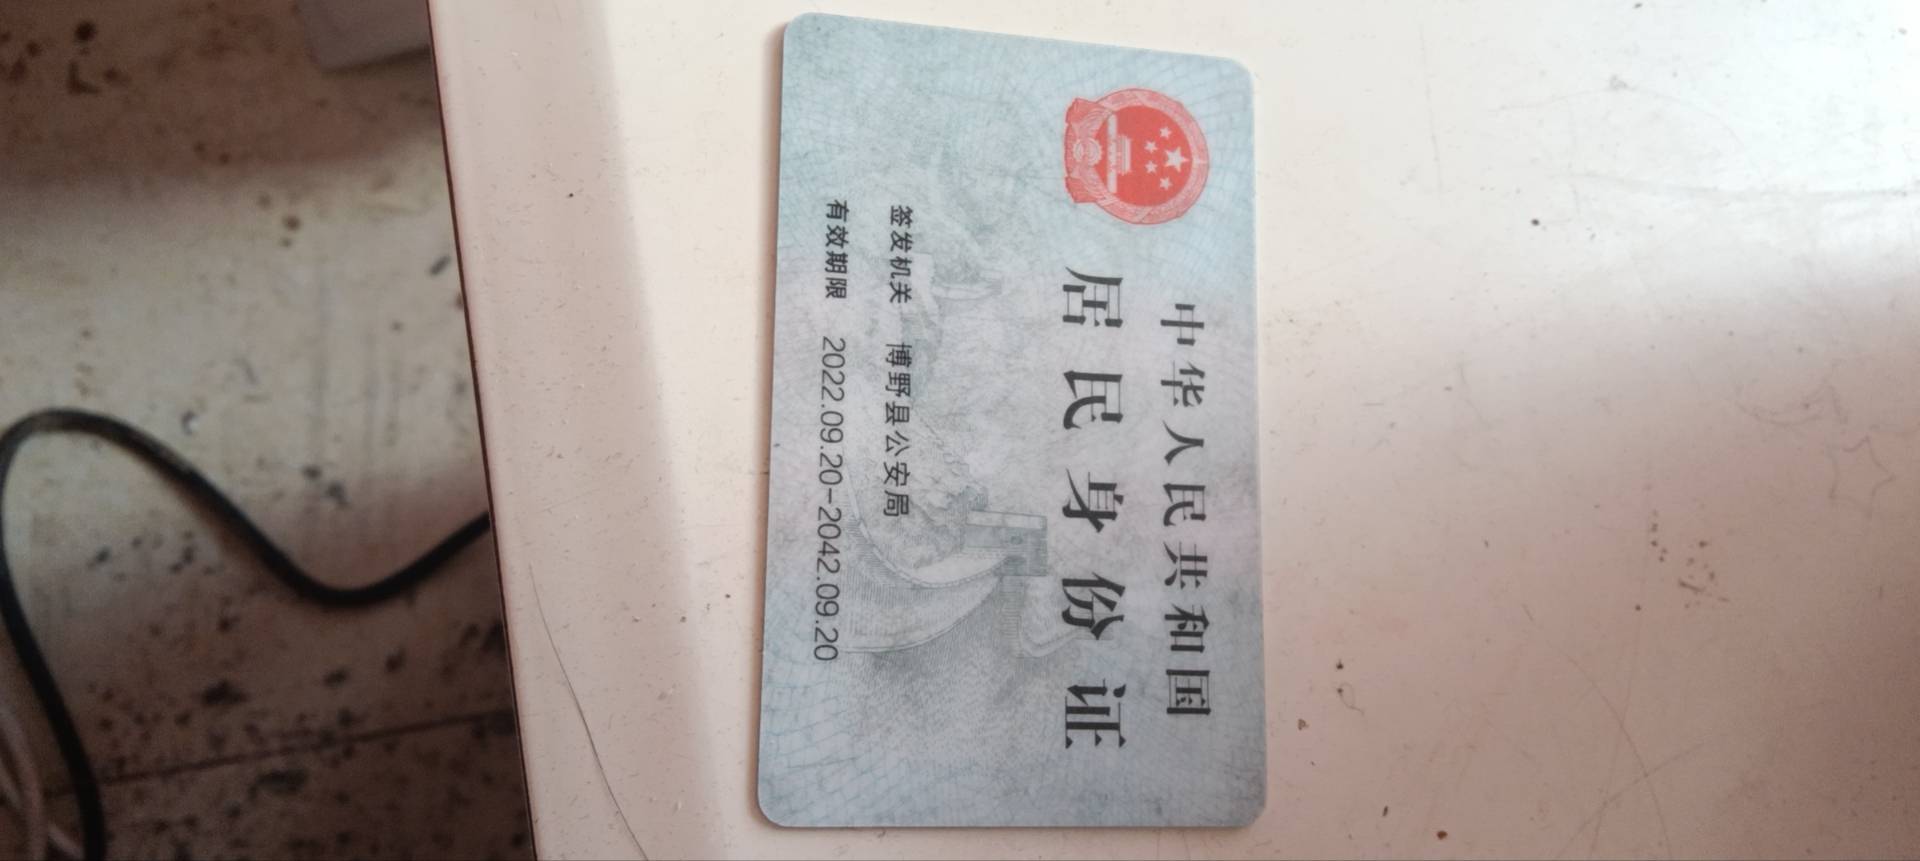 中华人民共和国
居民身份证
签发机关 博野县公安局
有效期限 2022.09.20-2042.09.20